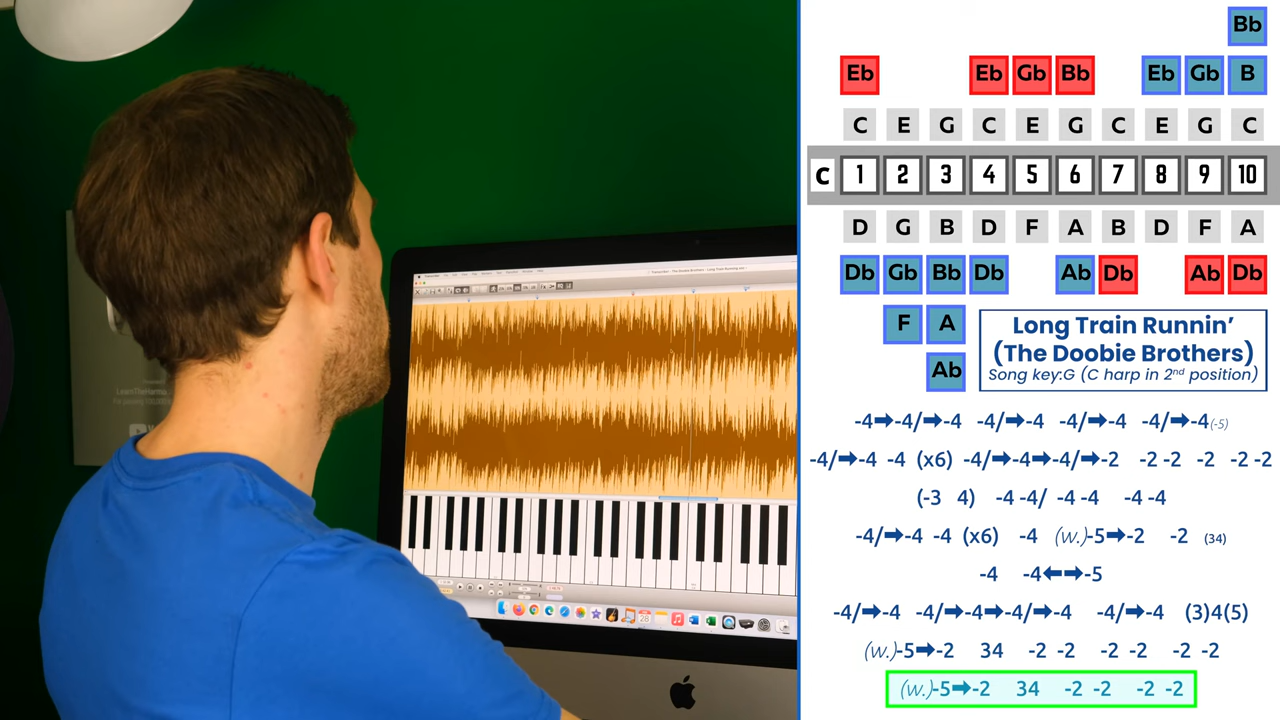 Bb
Eb Eb Gb Bb Eb Gb B
C E G C E G C E G C
C 1 2 3 4 5 6 7 8 9 10
D G B D F A B D F A
Db Gb Bb Db Ab Db Ab Db
F A
Ab
Long Train Runnin’
(The Doobie Brothers)
Song key:G (C harp in 2nd position)
-4➡-4/➡-4 -4/➡-4 -4/➡-4 -4/➡-4(-5)
-4/➡-4 -4 (x6) -4/➡-4➡-4/➡-2 -2 -2 -2 -2 -2
(-3 4) -4 -4/ -4 -4 -4 -4
-4/➡-4 -4 (x6) -4 (w.)-5➡-2 -2 (34)
-4 -4⬅➡-5
-4/➡-4 -4/➡-4➡-4/➡-4 -4/➡-4 (3)4(5)
(w.)-5➡-2 34 -2 -2 -2 -2 -2 -2
(w.)-5➡-2 34 -2 -2 -2 -2